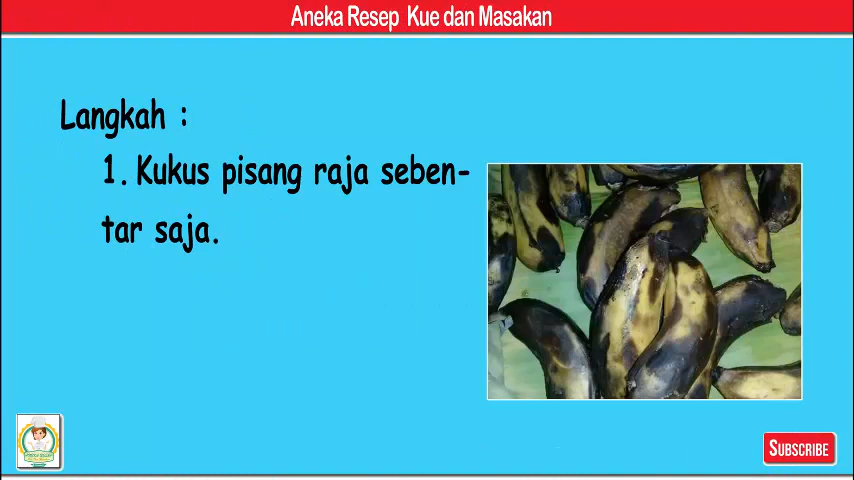 Aneka Resep Kue dan Masakan
Langkah :
1. Kukus pisang raja seben-
tar saja.
SUBSCRIBE